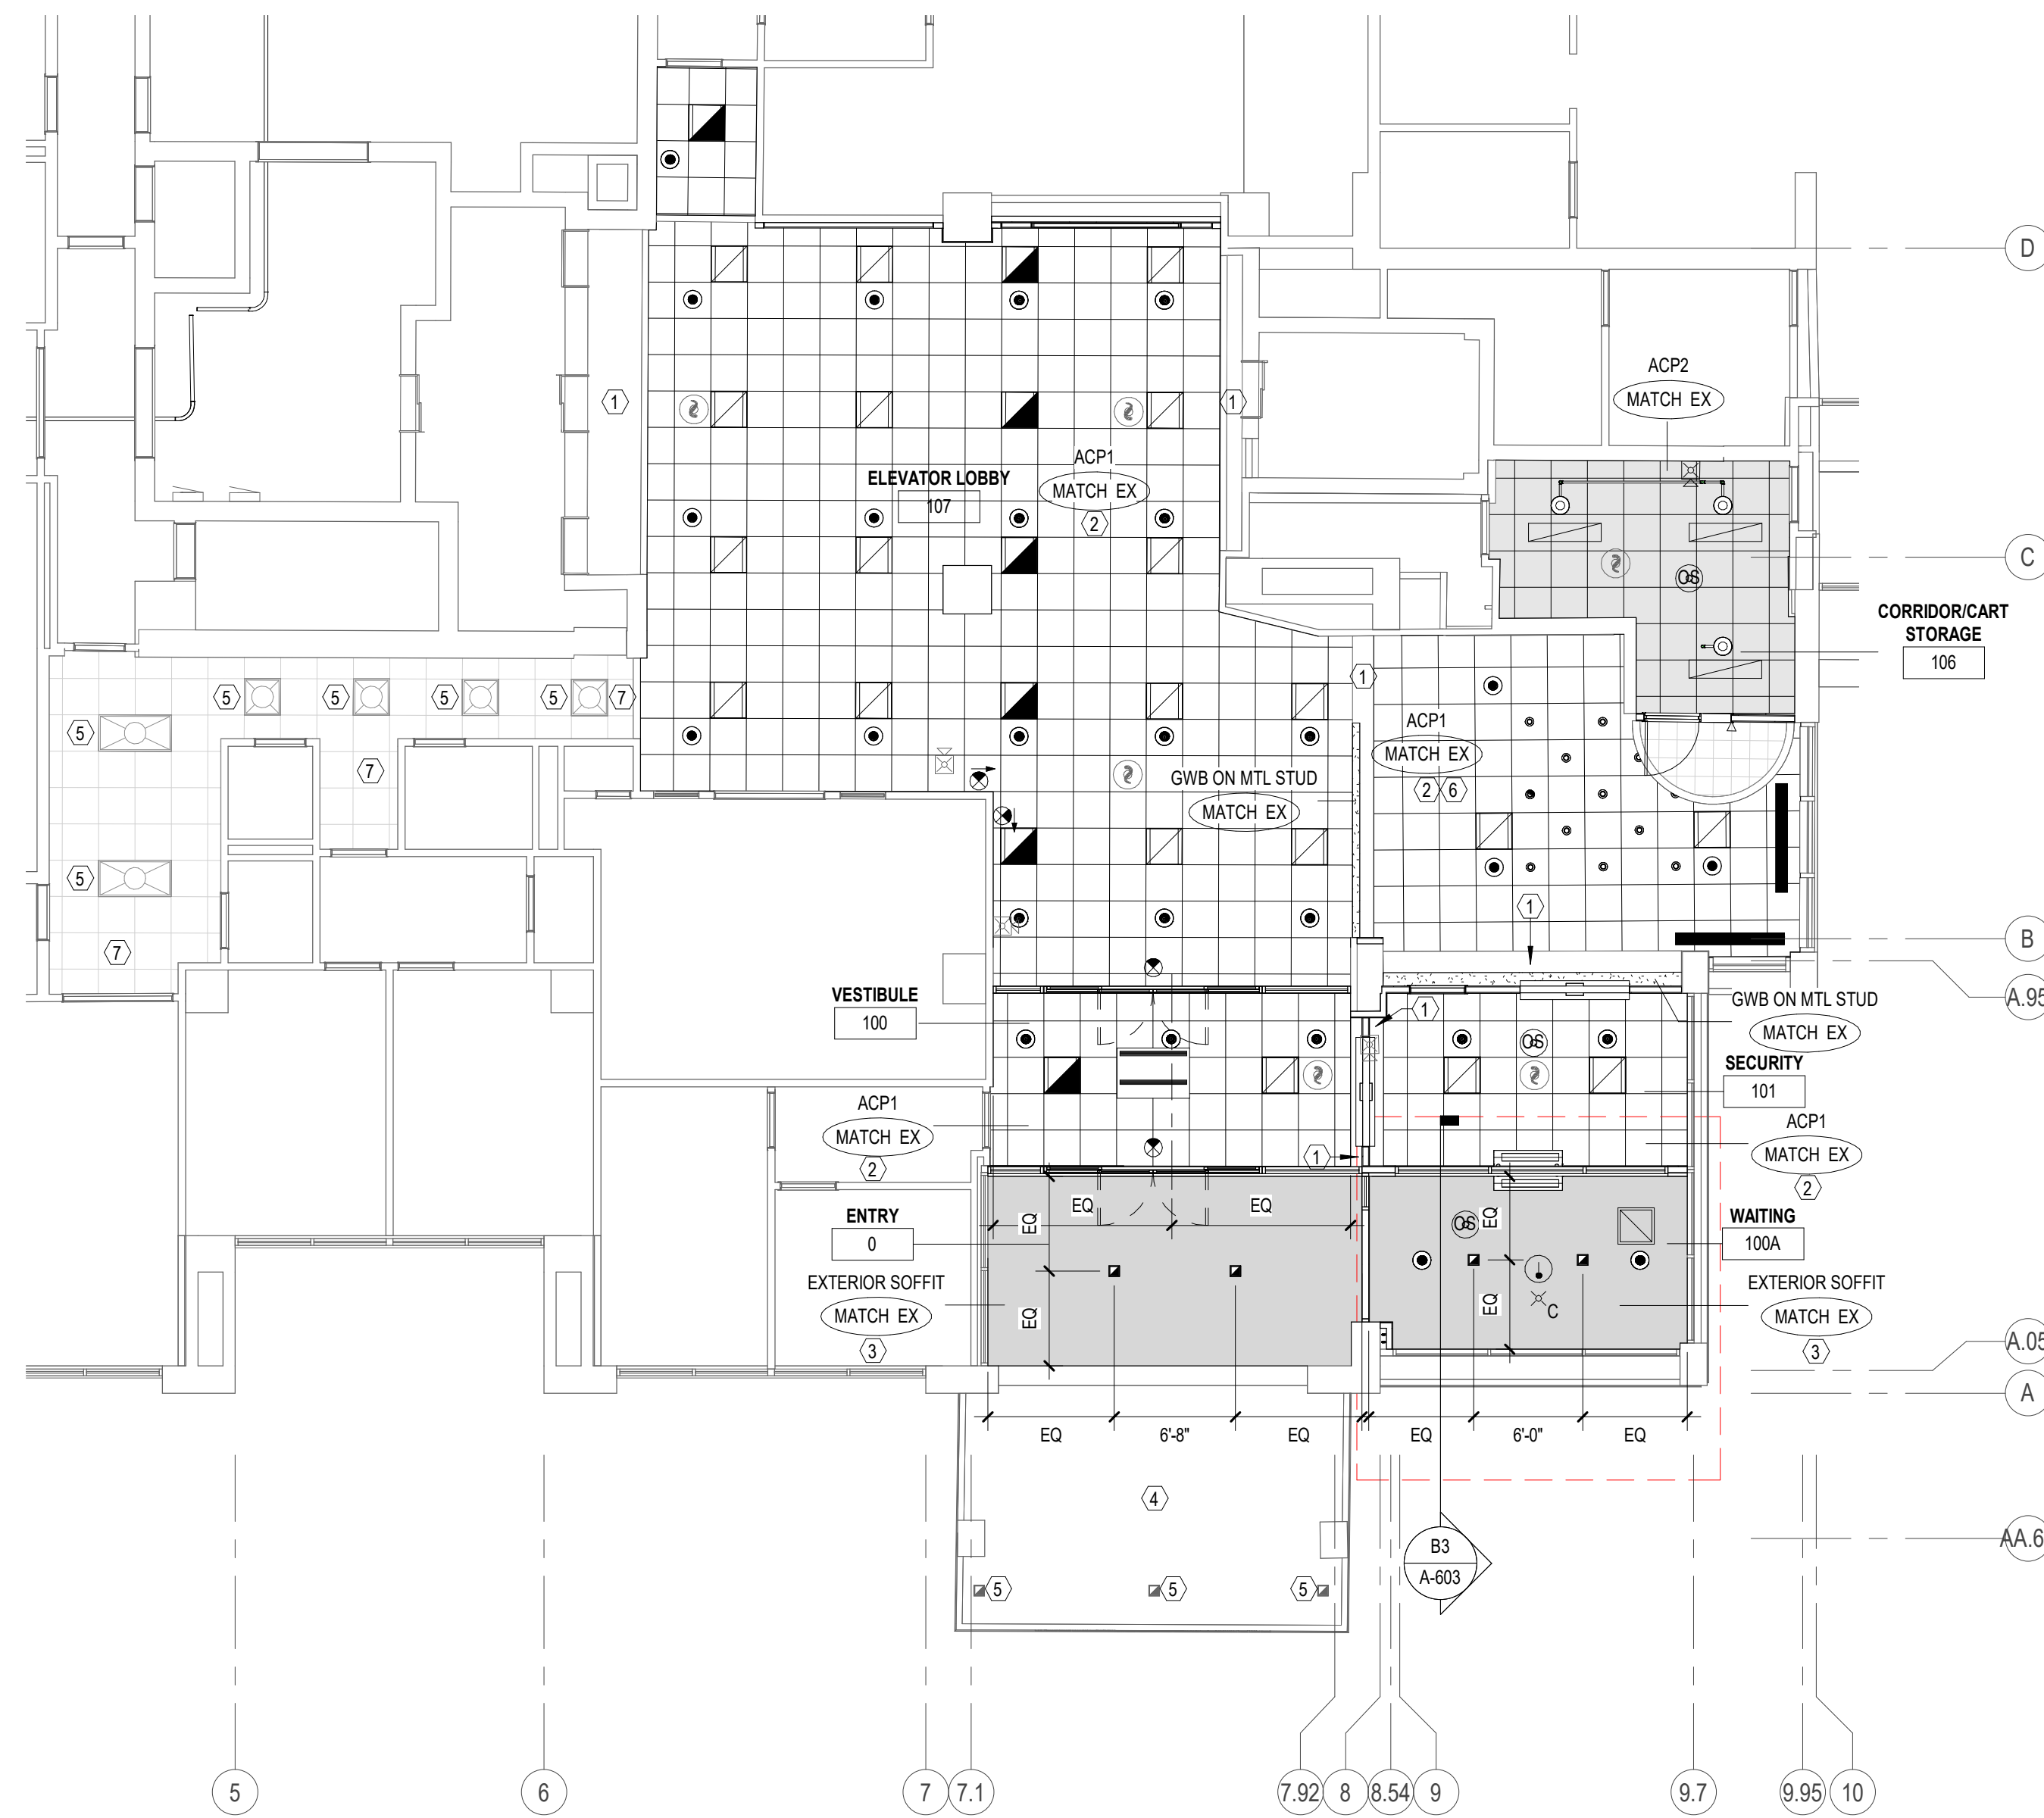 D
ACP2
MATCH EX
1
1
ACP1
ELEVATOR LOBBY
MATCH EX
107
2
C
OS
CORRIDOR/CART
STORAGE
106
1
5
5
5
5
7
5
ACP1
MATCH EX
7
GWB ON MTL STUD
2
6
MATCH EX
5
1
B
7
A.95
VESTIBULE
100
GWB ON MTL STUD
MATCH EX
1
OS
SECURITY
101
ACP1
MATCH EX
2
1
ACP1
MATCH EX
2
ENTRY
0
EQ
EQ
EQ
OS
EQ
WAITING
100A
EXTERIOR SOFFIT
MATCH EX
3
EQ
EQ
C
EXTERIOR SOFFIT
MATCH EX
3
A.05
A
EQ
6'-8"
EQ
EQ
6'-0"
EQ
4
B3
A-603
AA.6
5
5
5
5
6
7
7.1
7.92
8
8.54
9
9.7
9.95
10